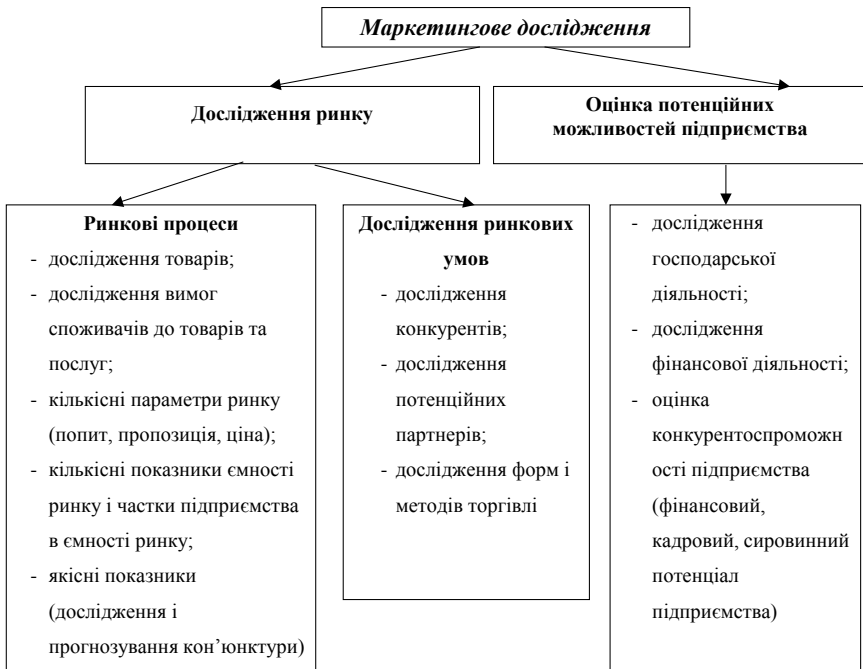 Маркетингове дослідження
Дослідження ринку
Оцінка потенційних
можливостей підприємства
Ринкові процеси
- дослідження товарів;
- дослідження вимог
споживачів до товарів та
послуг;
- кількісні параметри ринку
(попит, пропозиція, ціна);
- кількісні показники ємності
ринку і частки підприємства
в ємності ринку;
- якісні показники
(дослідження і
прогнозування кон’юнктури)
Дослідження ринкових
умов
- дослідження
конкурентів;
- дослідження
потенційних
партнерів;
- дослідження форм і
методів торгівлі
- дослідження
господарської
діяльності;
- дослідження
фінансової діяльності;
- оцінка
конкурентоспроможн
ості підприємства
(фінансовий,
кадровий, сировинний
потенціал
підприємства)